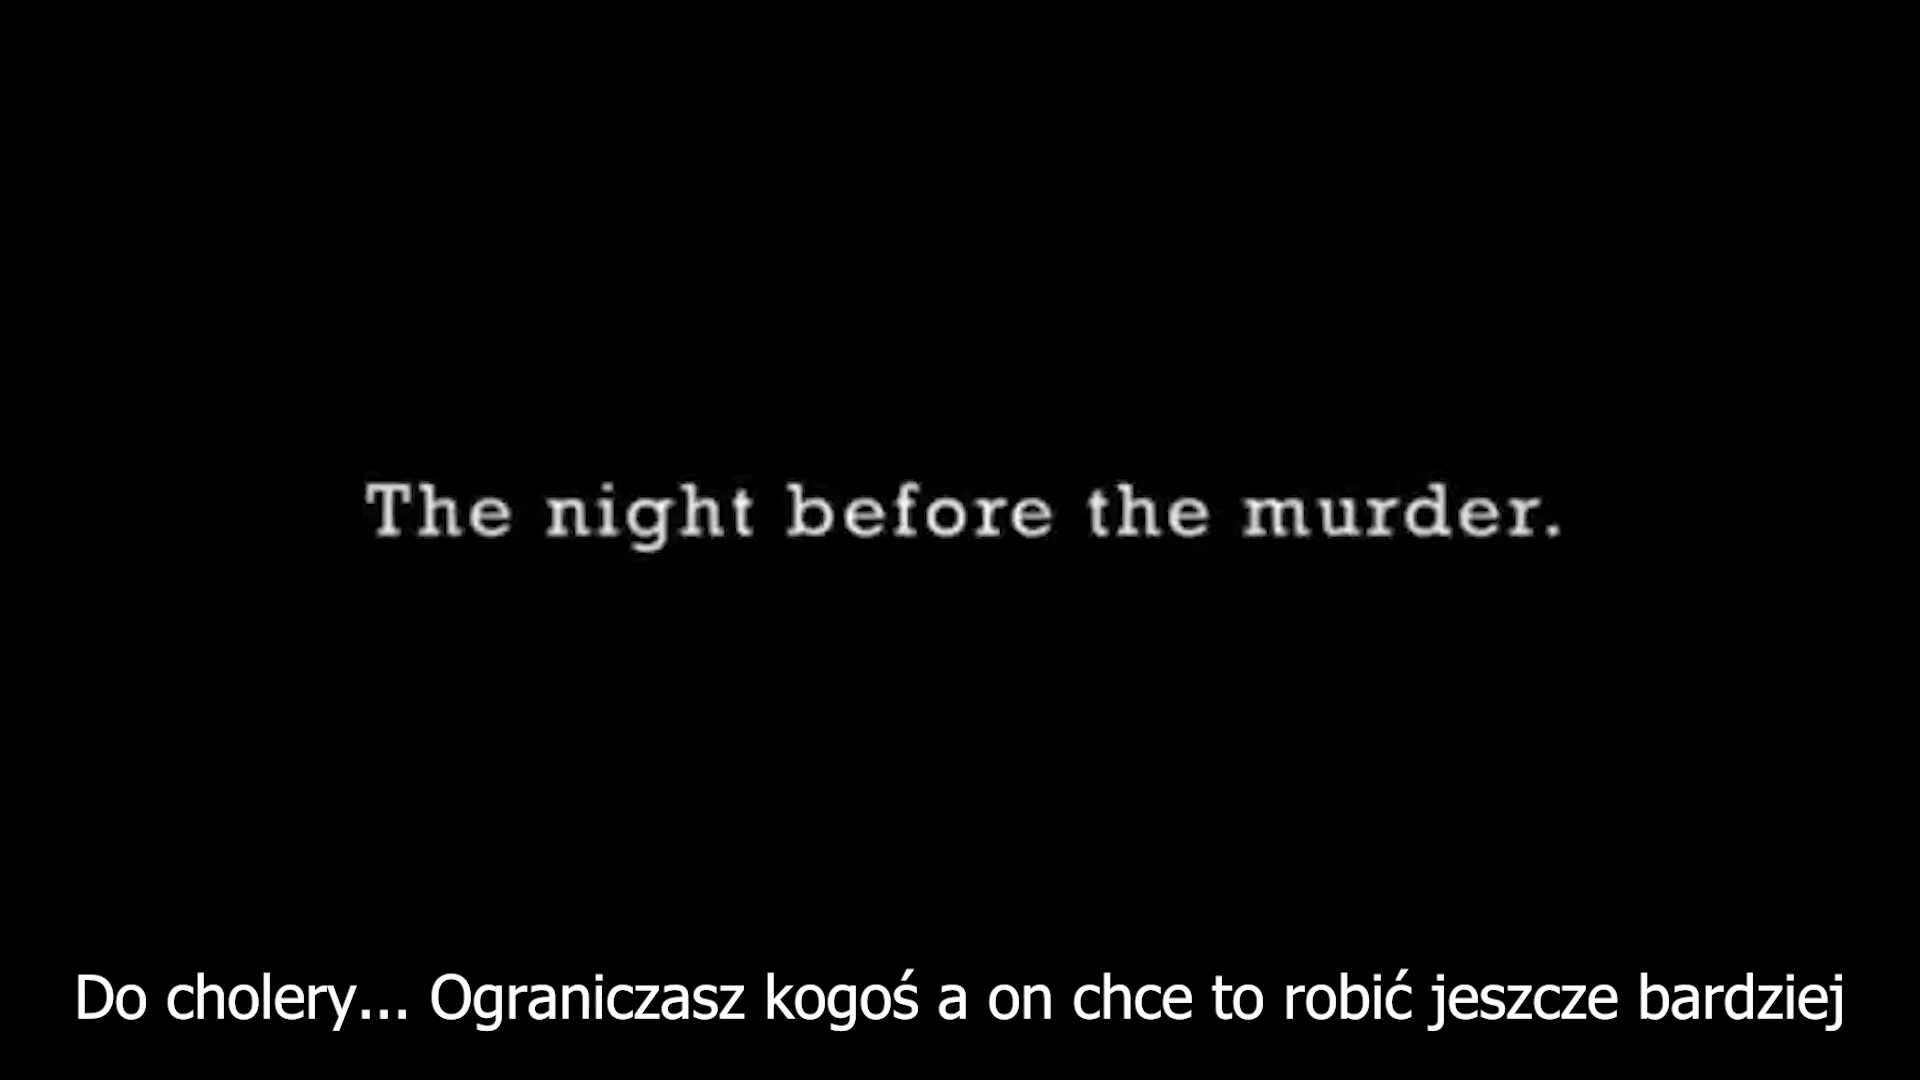 The night before the murder.
Do cholery... Ograniczasz kogoś a on chce to robić jeszcze bardziej